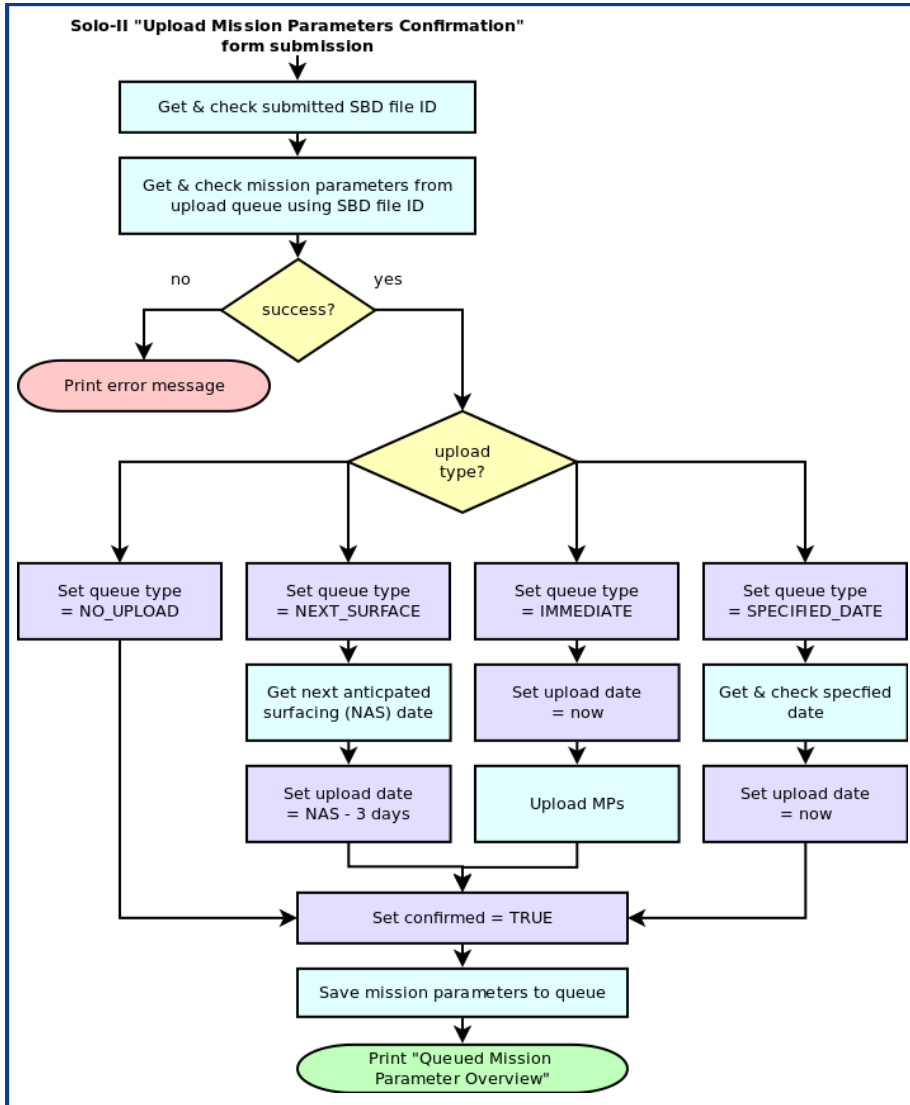 Solo-II "Upload Mission Parameters Confirmation"
form submission
Get & check submitted SBD file ID
Get & check mission parameters from
upload queue using SBD file ID
no
yes
success?
Print error message
upload
type?
Set queue type
= NO_UPLOAD
Set queue type
= NEXT_SURFACE
Set queue type
= IMMEDIATE
Set queue type
= SPECIFIED_DATE
Get next anticpated
surfacing (NAS) date
Set upload date
= now
Get & check specfied
date
Set upload date
= NAS - 3 days
Upload MPs
Set upload date
= now
Set confirmed = TRUE
Save mission parameters to queue
Print "Queued Mission
Parameter Overview"